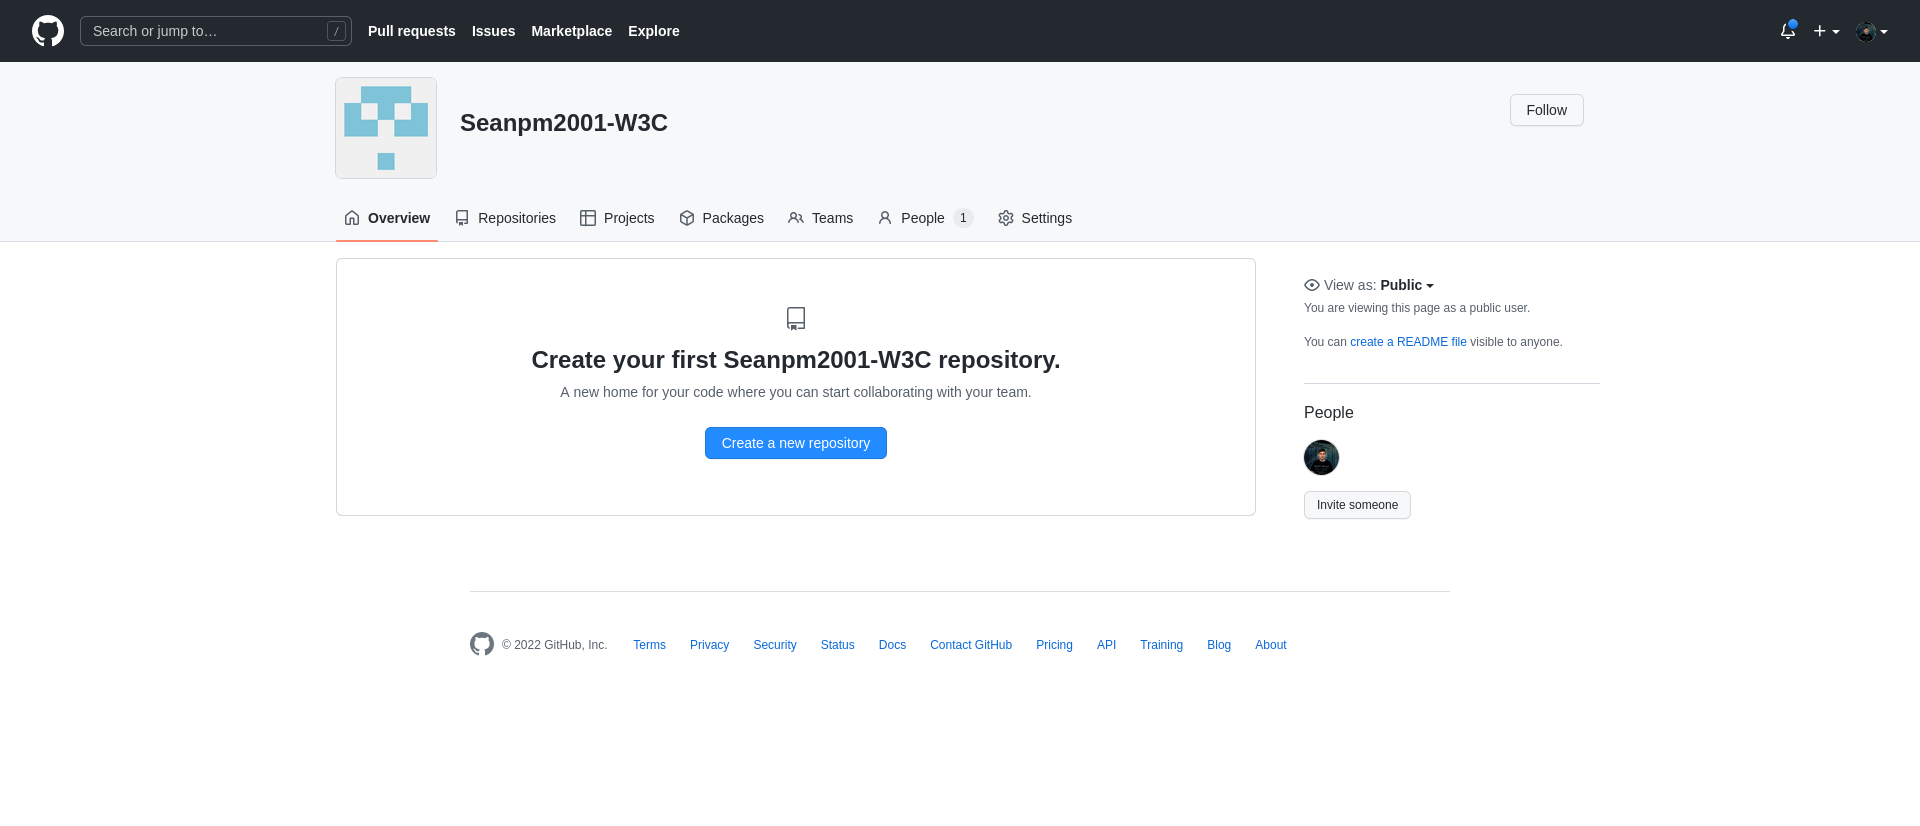 Search or jump to… /
Pull requests Issues Marketplace Explore
Seanpm2001-W3C
Follow
Overview Repositories Projects Packages Teams People 1 Settings
Create your first Seanpm2001-W3C repository.
A new home for your code where you can start collaborating with your team.
Create a new repository
View as: Public
You are viewing this page as a public user.
You can create a README file visible to anyone.
People
Invite someone
© 2022 GitHub, Inc. Terms Privacy Security Status Docs Contact GitHub Pricing API Training Blog About